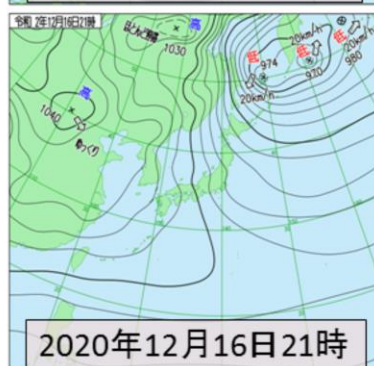 令和 2年12月16日21時
高
ほとんど停滞
1030
低
974
20km/h
20km/h
低
970
低
20km/h
980
高
1040
ゆっくり
2020年12月16日21時